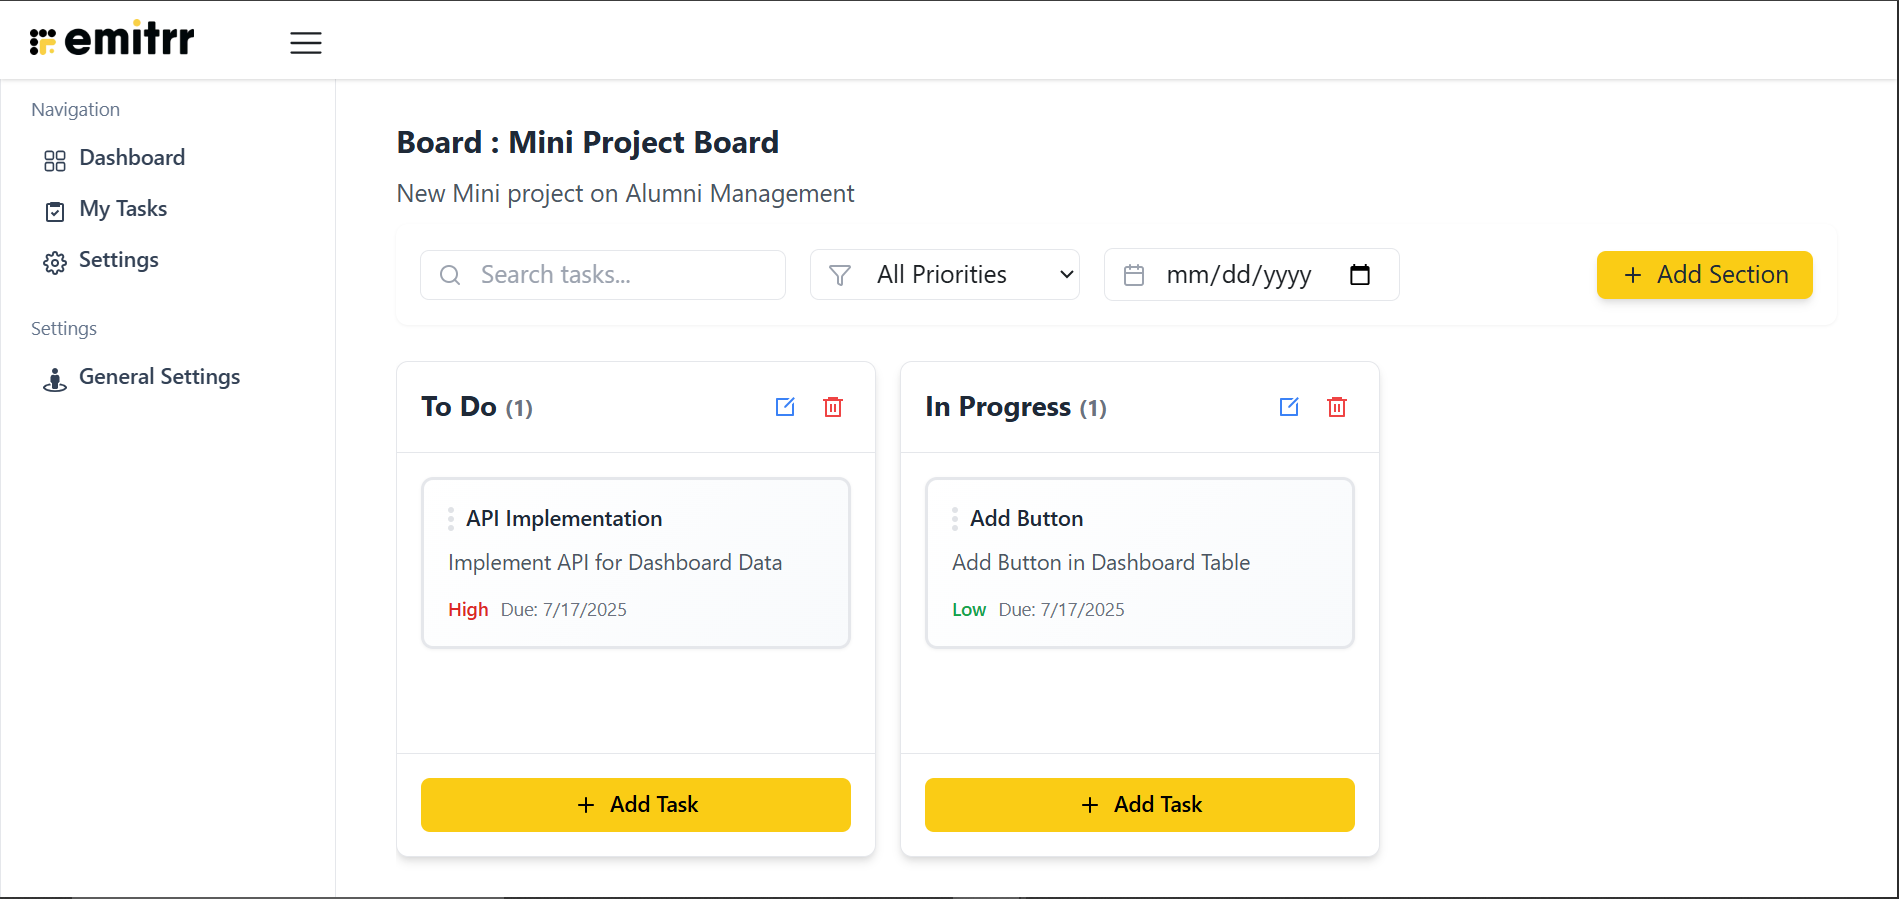 emitrr
Navigation
Dashboard
My Tasks
Settings
Settings
General Settings
Board : Mini Project Board
New Mini project on Alumni Management
Search tasks...
All Priorities
mm/dd/yyyy
+ Add Section
To Do (1)
API Implementation
Implement API for Dashboard Data
High Due: 7/17/2025
+ Add Task
In Progress (1)
Add Button
Add Button in Dashboard Table
Low Due: 7/17/2025
+ Add Task